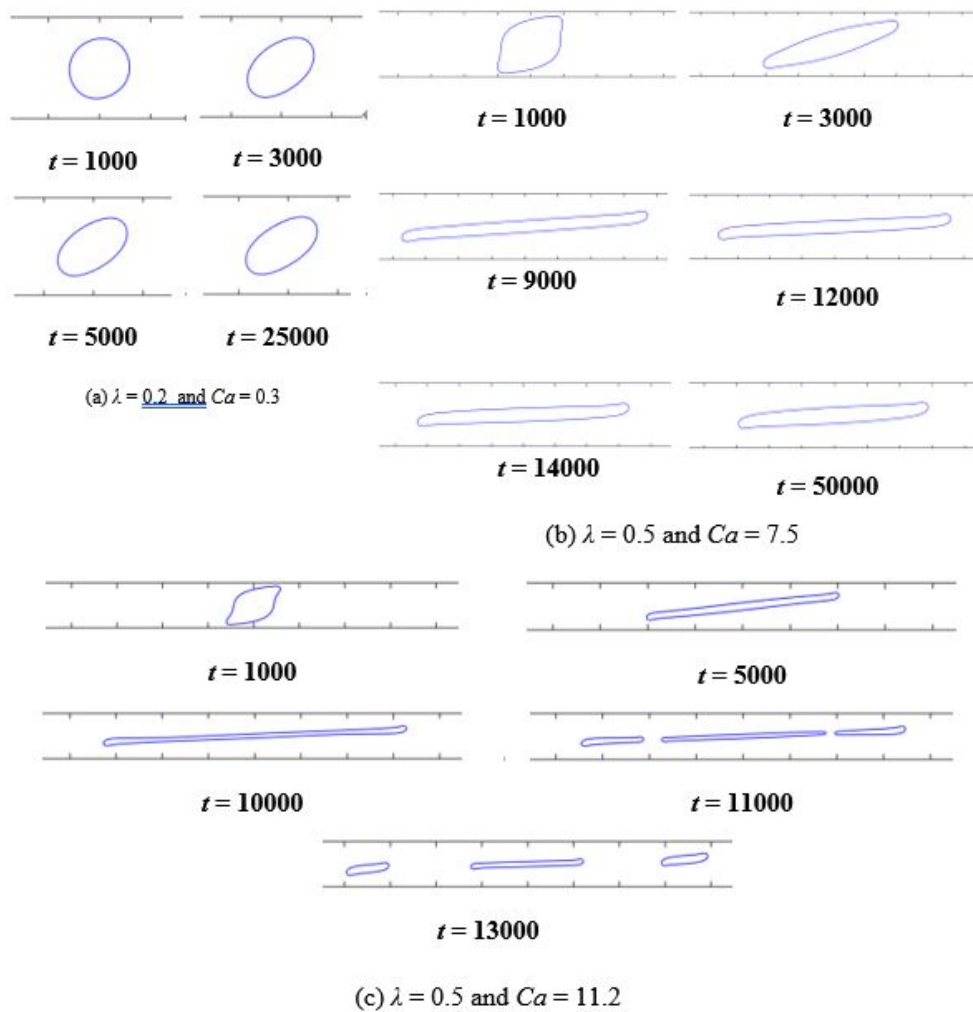 t = 1000
t = 3000
t = 5000
t = 25000
(a) λ = 0.2 and Ca = 0.3
t = 1000
t = 3000
t = 9000
t = 12000
t = 14000
t = 50000
(b) λ = 0.5 and Ca = 7.5
t = 1000
t = 5000
t = 10000
t = 11000
t = 13000
(c) λ = 0.5 and Ca = 11.2